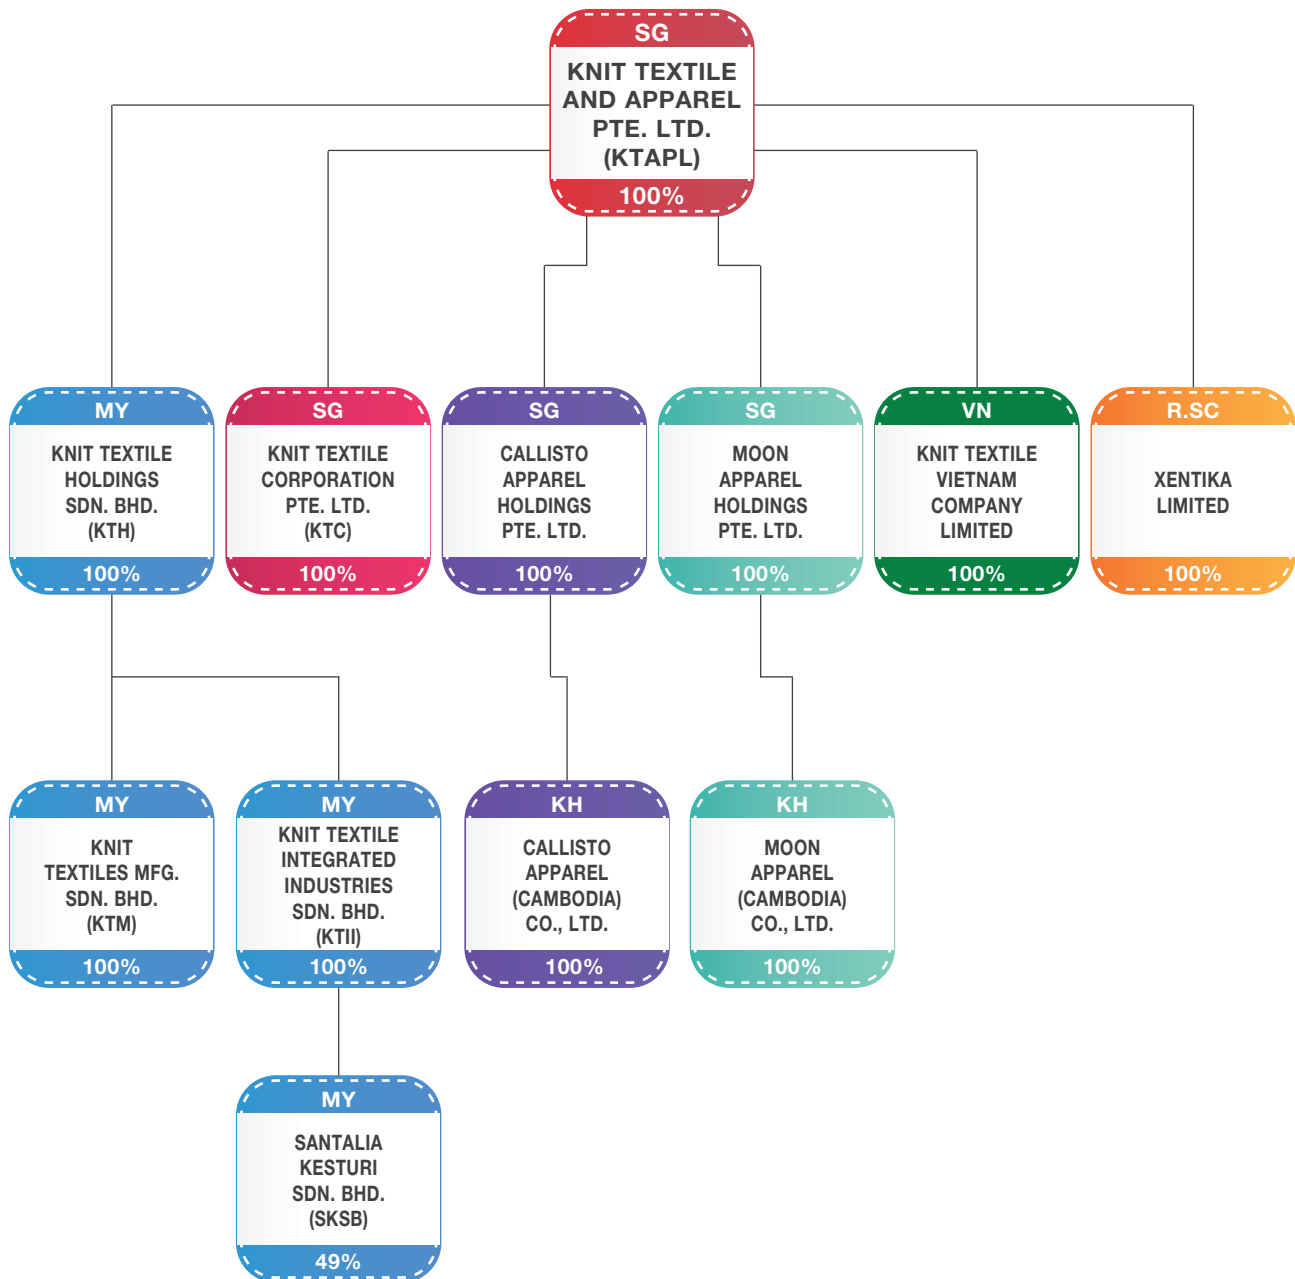 SG
KNIT TEXTILE
AND APPAREL
PTE. LTD.
(KTAPL)
100%
MY
KNIT TEXTILE
HOLDINGS
SDN. BHD.
(KTH)
100%
SG
KNIT TEXTILE
CORPORATION
PTE. LTD.
(KTC)
100%
SG
CALLISTO
APPAREL
HOLDINGS
PTE. LTD.
100%
SG
MOON
APPAREL
HOLDINGS
PTE. LTD.
100%
VN
KNIT TEXTILE
VIETNAM
COMPANY
LIMITED
100%
R.SC
XENTIKA
LIMITED
100%
MY
KNIT
TEXTILES MFG.
SDN. BHD.
(KTM)
100%
MY
KNIT TEXTILE
INTEGRATED
INDUSTRIES
SDN. BHD.
(KTII)
100%
KH
CALLISTO
APPAREL
(CAMBODIA)
CO., LTD.
100%
KH
MOON
APPAREL
(CAMBODIA)
CO., LTD.
100%
MY
SANTALIA
KESTURI
SDN. BHD.
(SKSB)
49%